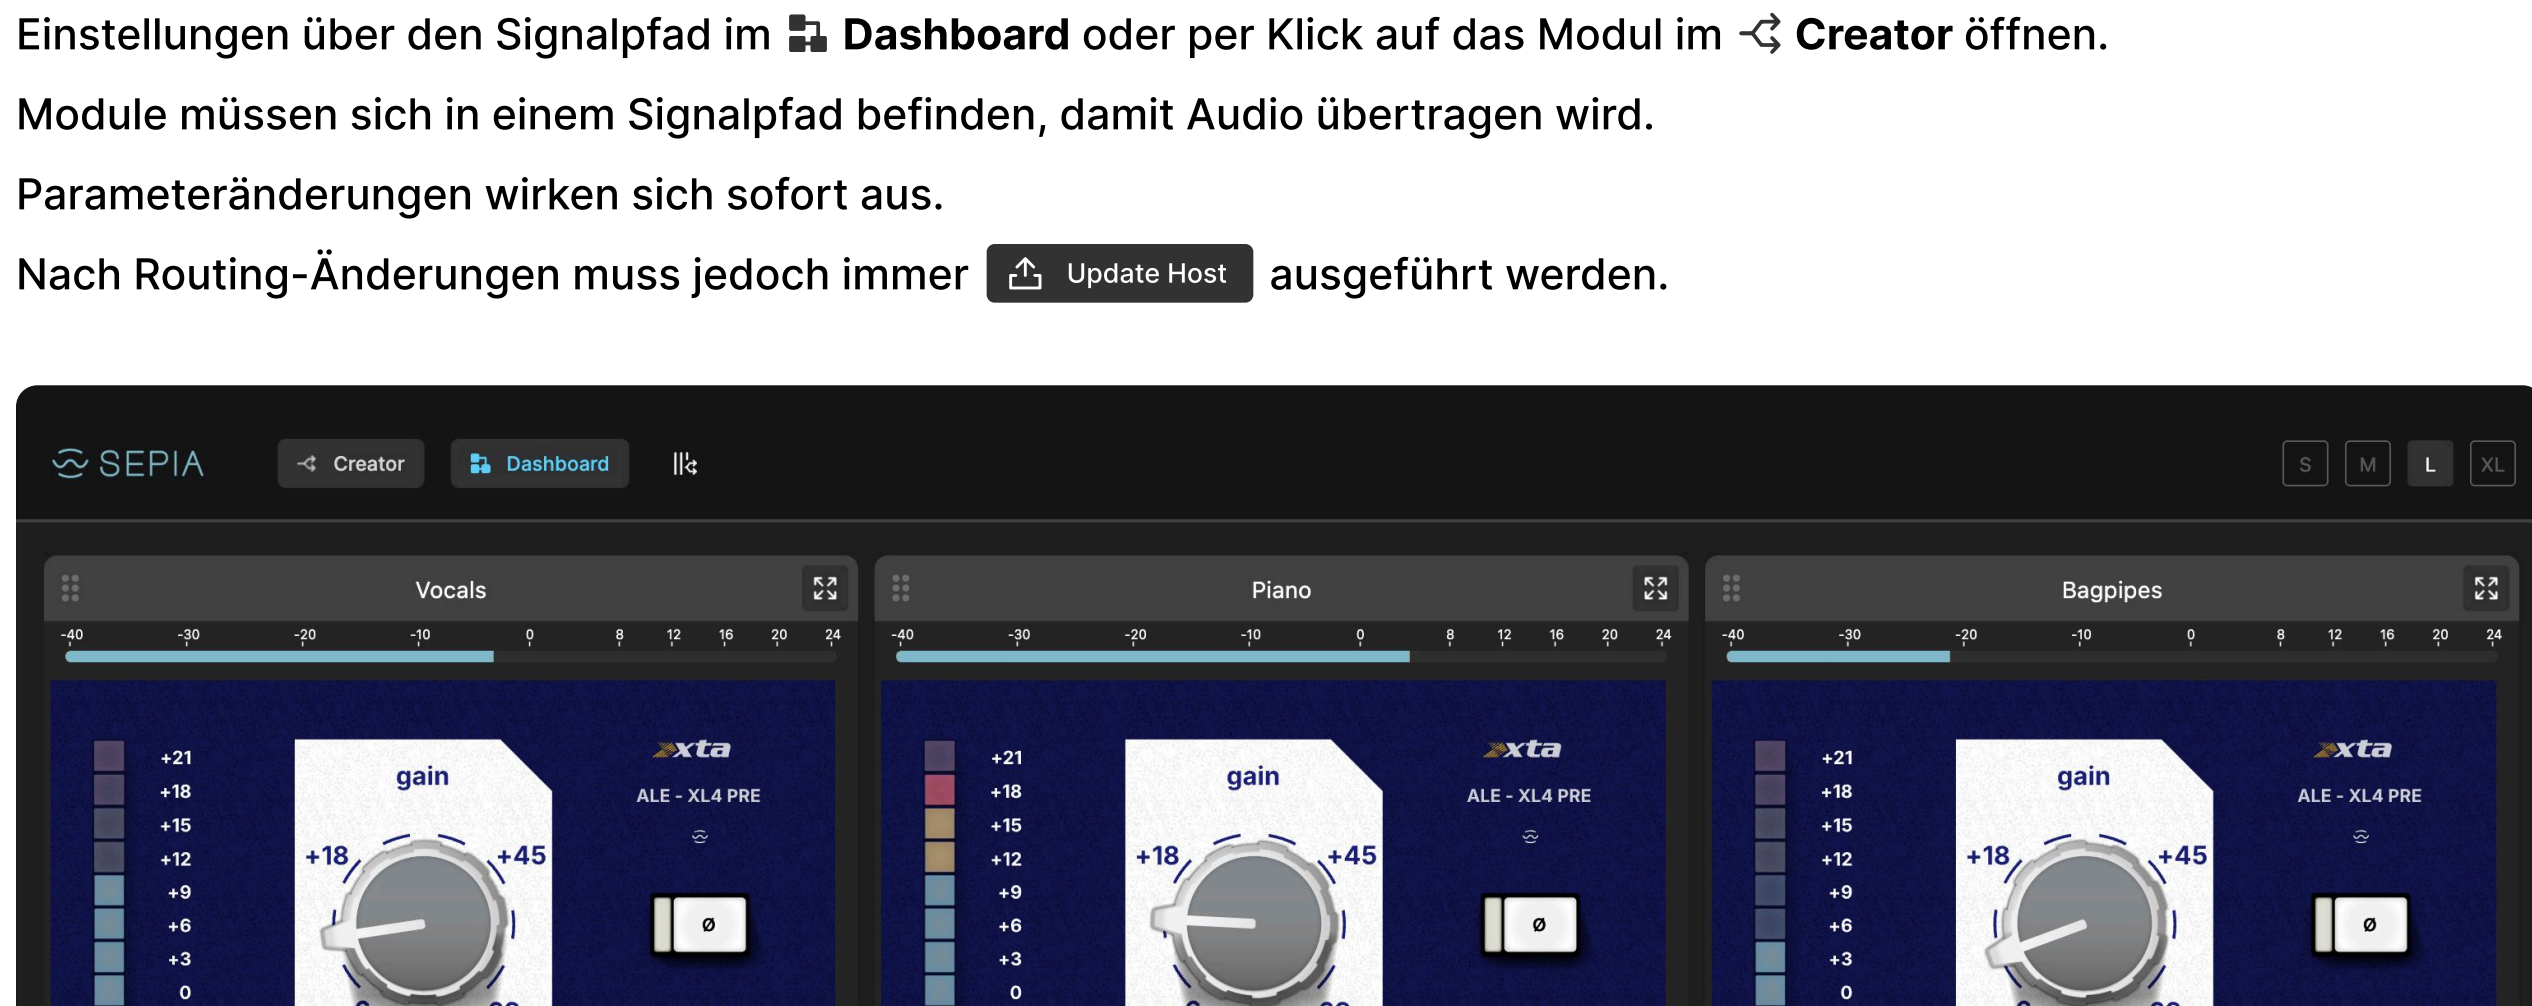 Einstellungen über den Signalpfad im Dashboard oder per Klick auf das Modul im Creator öffnen.
Module müssen sich in einem Signalpfad befinden, damit Audio übertragen wird.
Parameteränderungen wirken sich sofort aus.
Nach Routing-Änderungen muss jedoch immer Update Host ausgeführt werden.
SEPIA Creator Dashboard S M L XL
Vocals Piano Bagpipes
-40 -30 -20 -10 0 8 12 16 20 24 -40 -30 -20 -10 0 8 12 16 20 24 -40 -30 -20 -10 0 8 12 16 20 24
+21 xta +21 xta +21 xta
gain gain gain
+18 ALE - XL4 PRE +18 ALE - XL4 PRE +18 ALE - XL4 PRE
+15 +15 +15
+12 +18 +45 +12 +18 +45 +12 +18 +45
+9 +9 +9
+6 Ø +6 Ø +6 Ø
+3 +3 +3
0 0 0